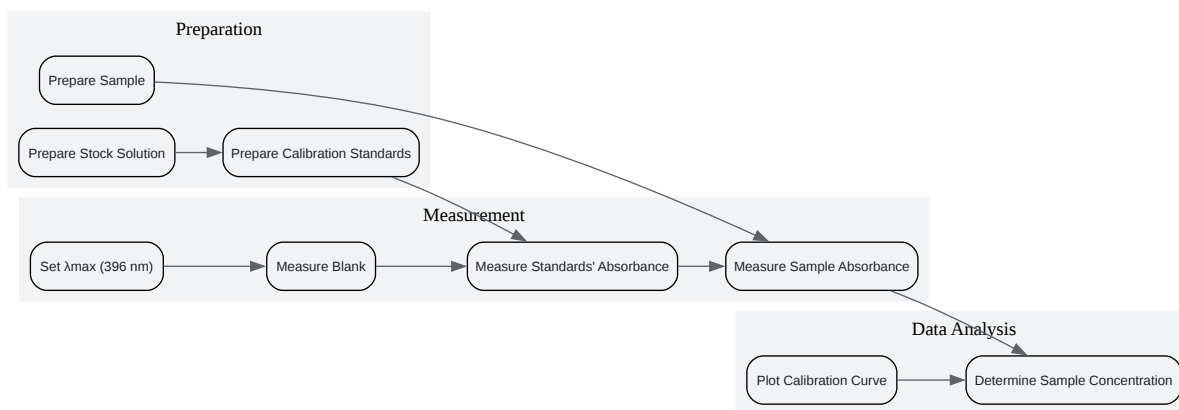 Preparation
Prepare Sample
Prepare Stock Solution
Prepare Calibration Standards
Measurement
Set λmax (396 nm)
Measure Blank
Measure Standards' Absorbance
Measure Sample Absorbance
Data Analysis
Plot Calibration Curve
Determine Sample Concentration